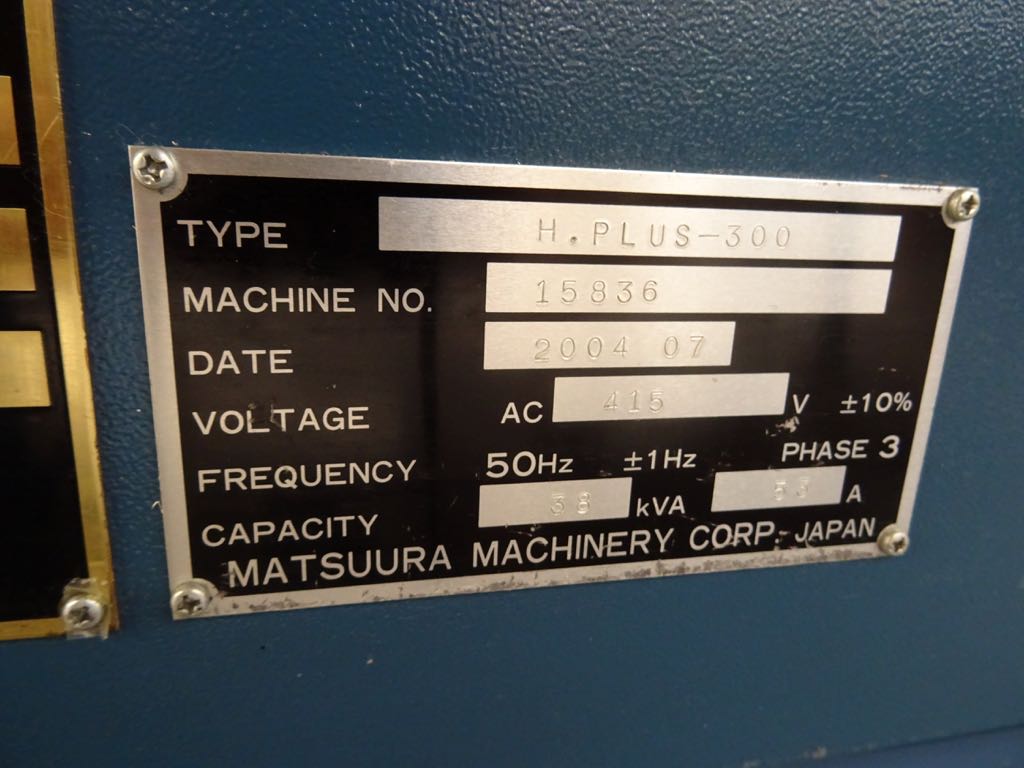 TYPE H.PLUS-300
MACHINE NO. 15836
DATE 2004 07
VOLTAGE AC 415 V ±10%
FREQUENCY 50Hz ±1Hz PHASE 3
CAPACITY 38 kVA 53 A
MATSUURA MACHINERY CORP. JAPAN